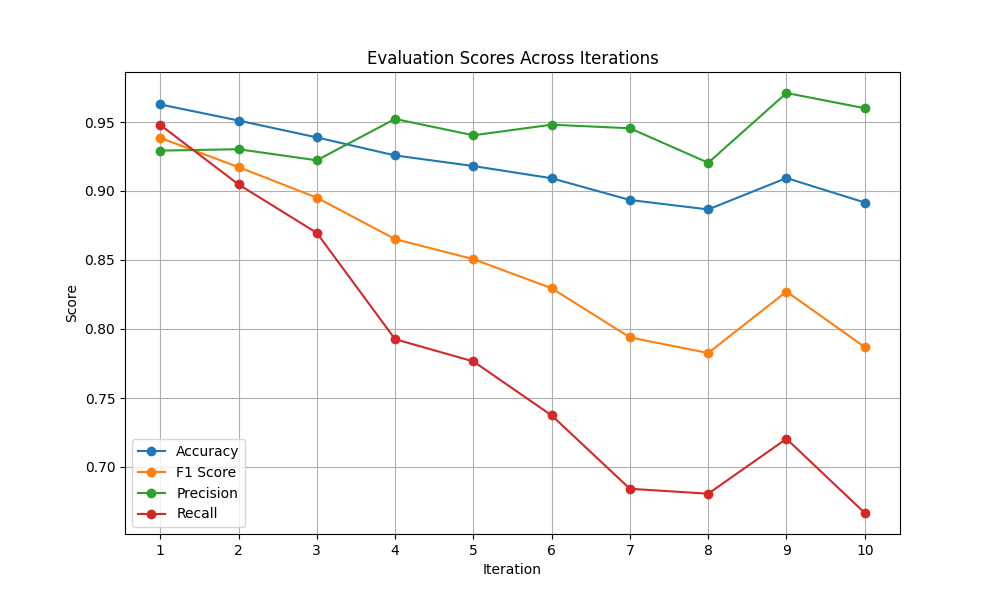 Evaluation Scores Across Iterations
Score
0.95
0.90
0.85
0.80
0.75
0.70
Accuracy
F1 Score
Precision
Recall
1 2 3 4 5 6 7 8 9 10
Iteration